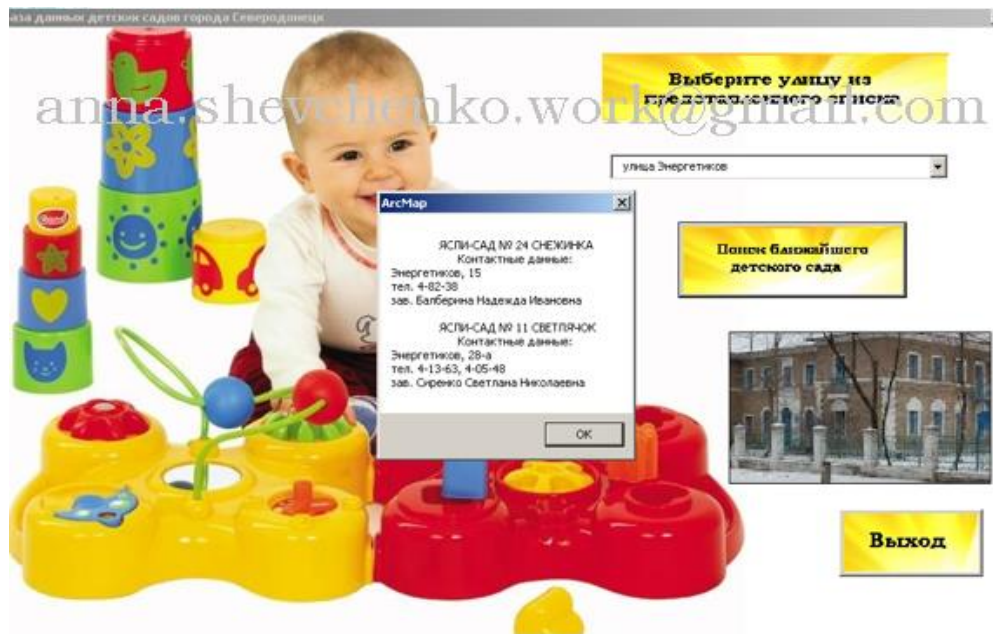 аза данных детских садов города Северодонецк
anna.shevchenko.work@gmail.com
Выберите улицу из
представленного списка
улица Энергетиков
ArcMap
ЯСЛИ-САД № 24 СНЕЖИНКА
Контактные данные:
Энергетиков, 15
тел. 4-82-38
зав. Балберина Надежда Ивановна
ЯСЛИ-САД № 11 СВЕТЛЯЧОК
Контактные данные:
Энергетиков, 28-а
тел. 4-13-63, 4-05-48
зав. Сиренко Светлана Николаевна
OK
Поиск ближайшего
детского сада
Выход